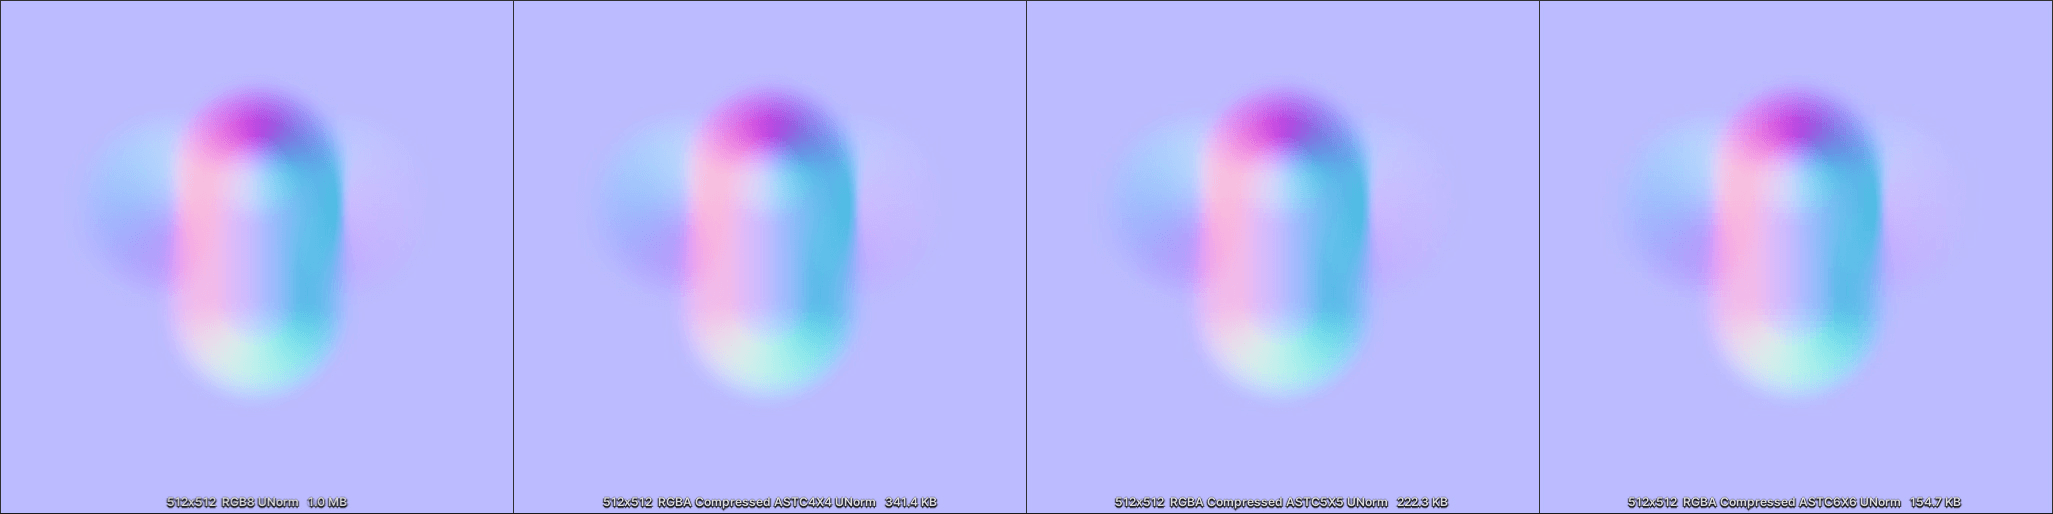 512x512 RGB8 UNorm 1.0 MB
512x512 RGBA Compressed ASTC4X4 UNorm 341.4 KB
512x512 RGBA Compressed ASTC5X5 UNorm 222.3 KB
512x512 RGBA Compressed ASTC6X6 UNorm 154.7 KB